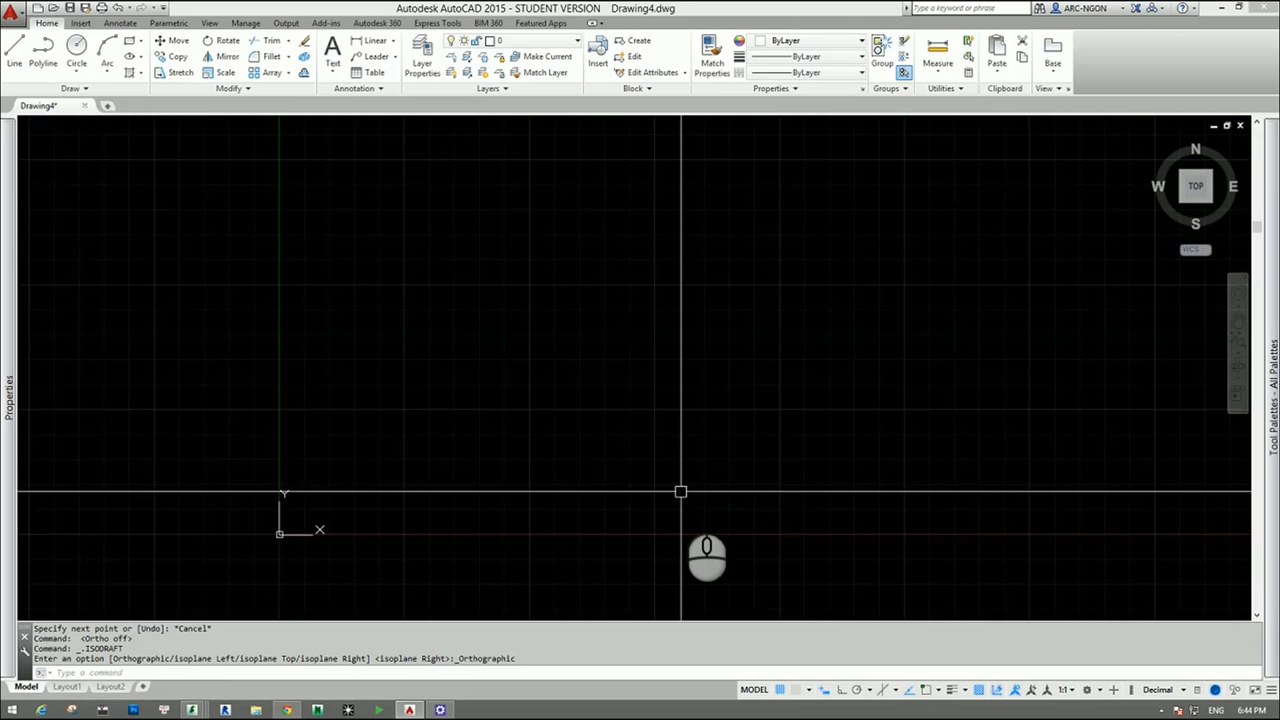 Autodesk AutoCAD 2015 - STUDENT VERSION Drawing4.dwg
Type a keyword or phrase
ARC-NGON
Home Insert Annotate Parametric View Manage Output Add-ins Autodesk 360 Express Tools BIM 360 Featured Apps
Line Polyline Circle Arc
Move Rotate Trim
Copy Mirror Fillet
Stretch Scale Array
Text
Linear
Leader
Table
Layer Properties
0
Make Current
Match Layer
Insert
Create
Edit
Edit Attributes
Match Properties
ByLayer
ByLayer
ByLayer
Group
Measure
Paste
Base
Draw Modify Annotation Layers Block Properties Groups Utilities Clipboard View
Drawing4*
N
W TOP E
S
WCS
Properties
Tool Palettes - All Palettes
Y
X
Specify next point or [Undo]: *Cancel*
Command: <Ortho off>
Command: _.ISODRAFT
Enter an option [Orthographic/isoplane Left/isoplane Top/isoplane Right] <isoplane Right>:_Orthographic
Type a command
Model Layout1 Layout2
MODEL
1:1
Decimal
ENG 6:44 PM